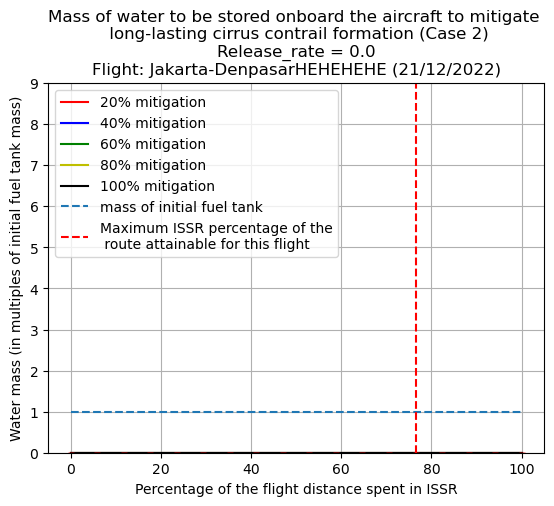 Mass of water to be stored onboard the aircraft to mitigate
long-lasting cirrus contrail formation (Case 2)
Release_rate = 0.0
Flight: Jakarta-DenpasarHEHEHEHE (21/12/2022)
Water mass (in multiples of initial fuel tank mass)
9
8
7
6
5
4
3
2
1
0
20% mitigation
40% mitigation
60% mitigation
80% mitigation
100% mitigation
mass of initial fuel tank
Maximum ISSR percentage of the
route attainable for this flight
0 20 40 60 80 100
Percentage of the flight distance spent in ISSR